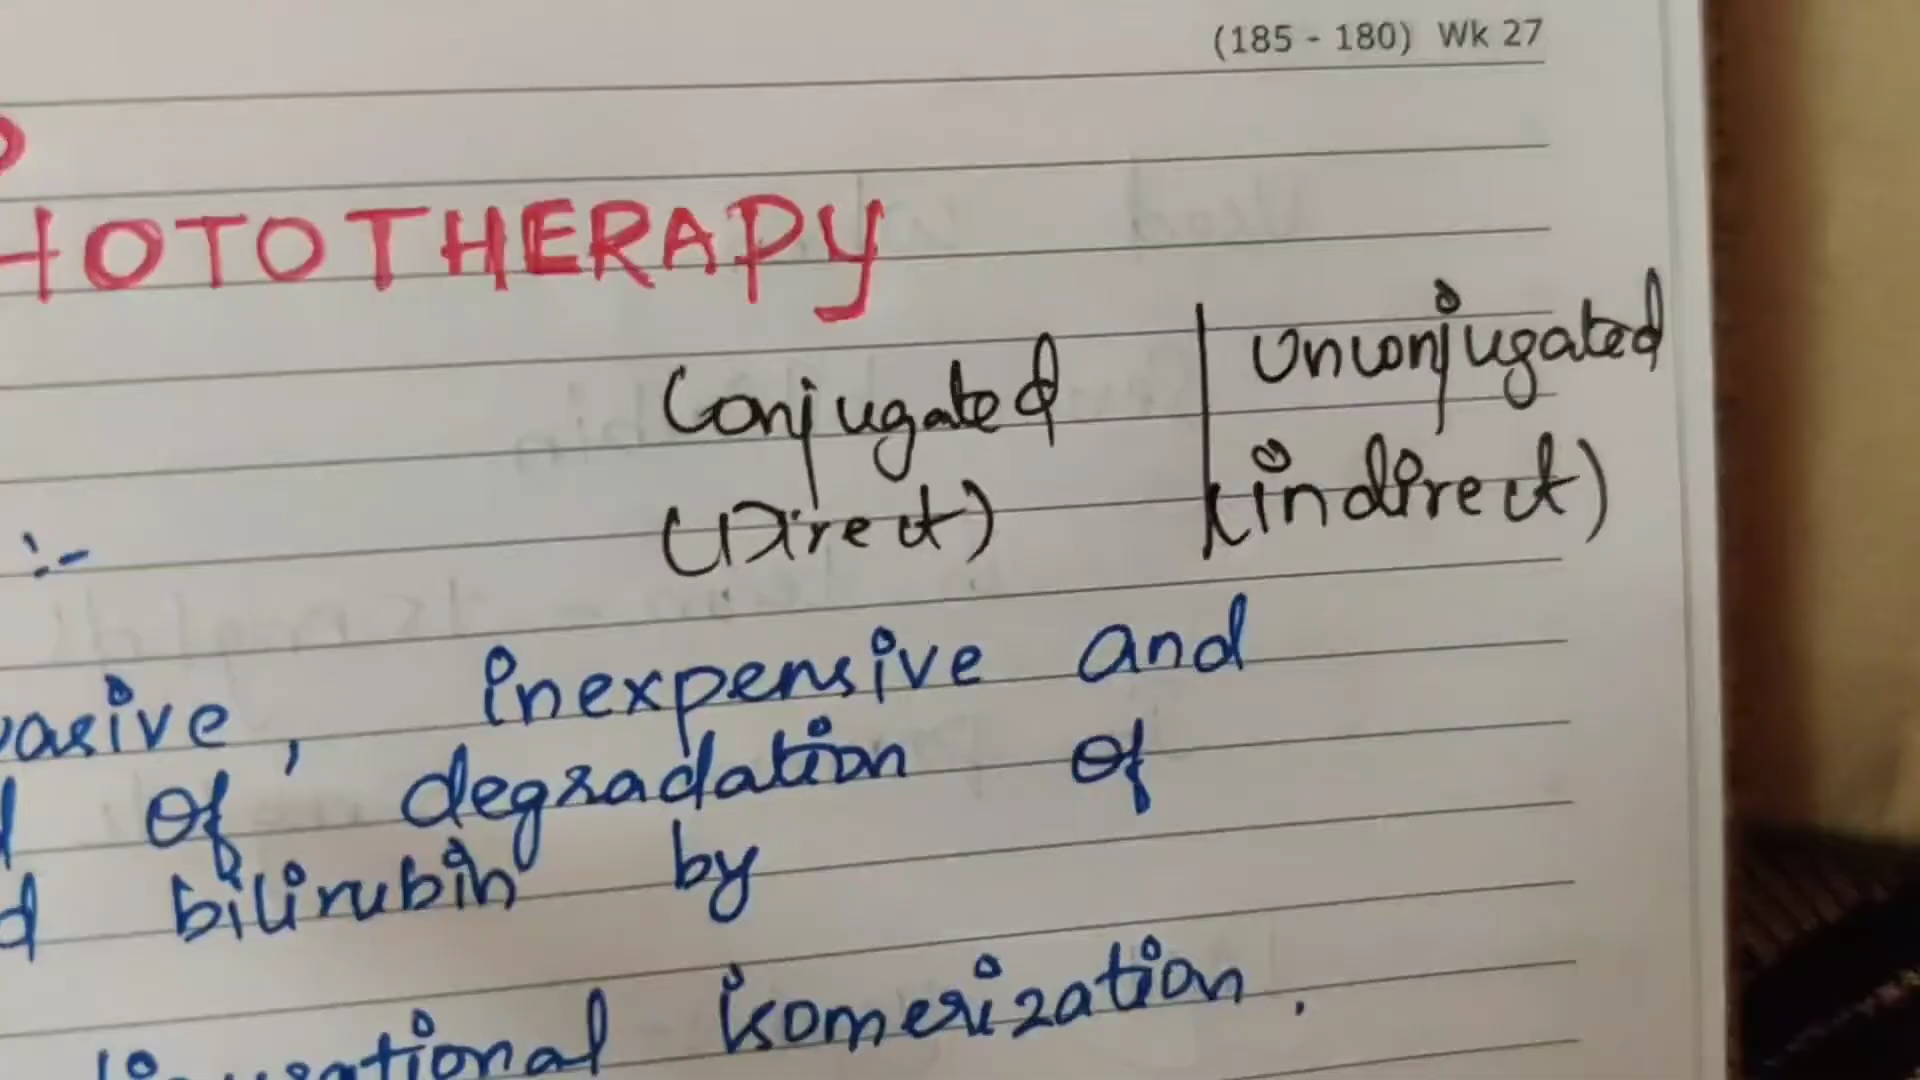 (185 - 180) Wk 27
HOTOTHERAPY
Conjugated | Unconjugated
(Direct) (indirect)
:-
vasive, inexpensive and
of degradation of
d bilirubin by
isomerization.